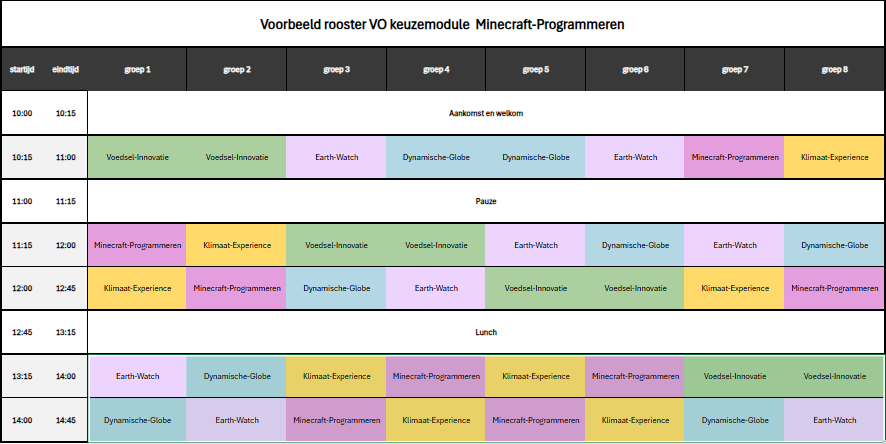 Voorbeeld rooster VO keuzemodule  Minecraft-Programmeren
startijd eindtijd groep 1 groep 2 groep 3 groep 4 groep 5 groep 6 groep 7 groep 8
10:00 10:15 Aankomst en welkom
10:15 11:00 Voedsel-Innovatie Voedsel-Innovatie Earth-Watch Dynamische-Globe Dynamische-Globe Earth-Watch Minecraft-Programmeren Klimaat-Experience
11:00 11:15 Pauze
11:15 12:00 Minecraft-Programmeren Klimaat-Experience Voedsel-Innovatie Voedsel-Innovatie Earth-Watch Dynamische-Globe Earth-Watch Dynamische-Globe
12:00 12:45 Klimaat-Experience Minecraft-Programmeren Dynamische-Globe Earth-Watch Voedsel-Innovatie Voedsel-Innovatie Klimaat-Experience Minecraft-Programmeren
12:45 13:15 Lunch
13:15 14:00 Earth-Watch Dynamische-Globe Klimaat-Experience Minecraft-Programmeren Klimaat-Experience Minecraft-Programmeren Voedsel-Innovatie Voedsel-Innovatie
14:00 14:45 Dynamische-Globe Earth-Watch Minecraft-Programmeren Klimaat-Experience Minecraft-Programmeren Klimaat-Experience Dynamische-Globe Earth-Watch